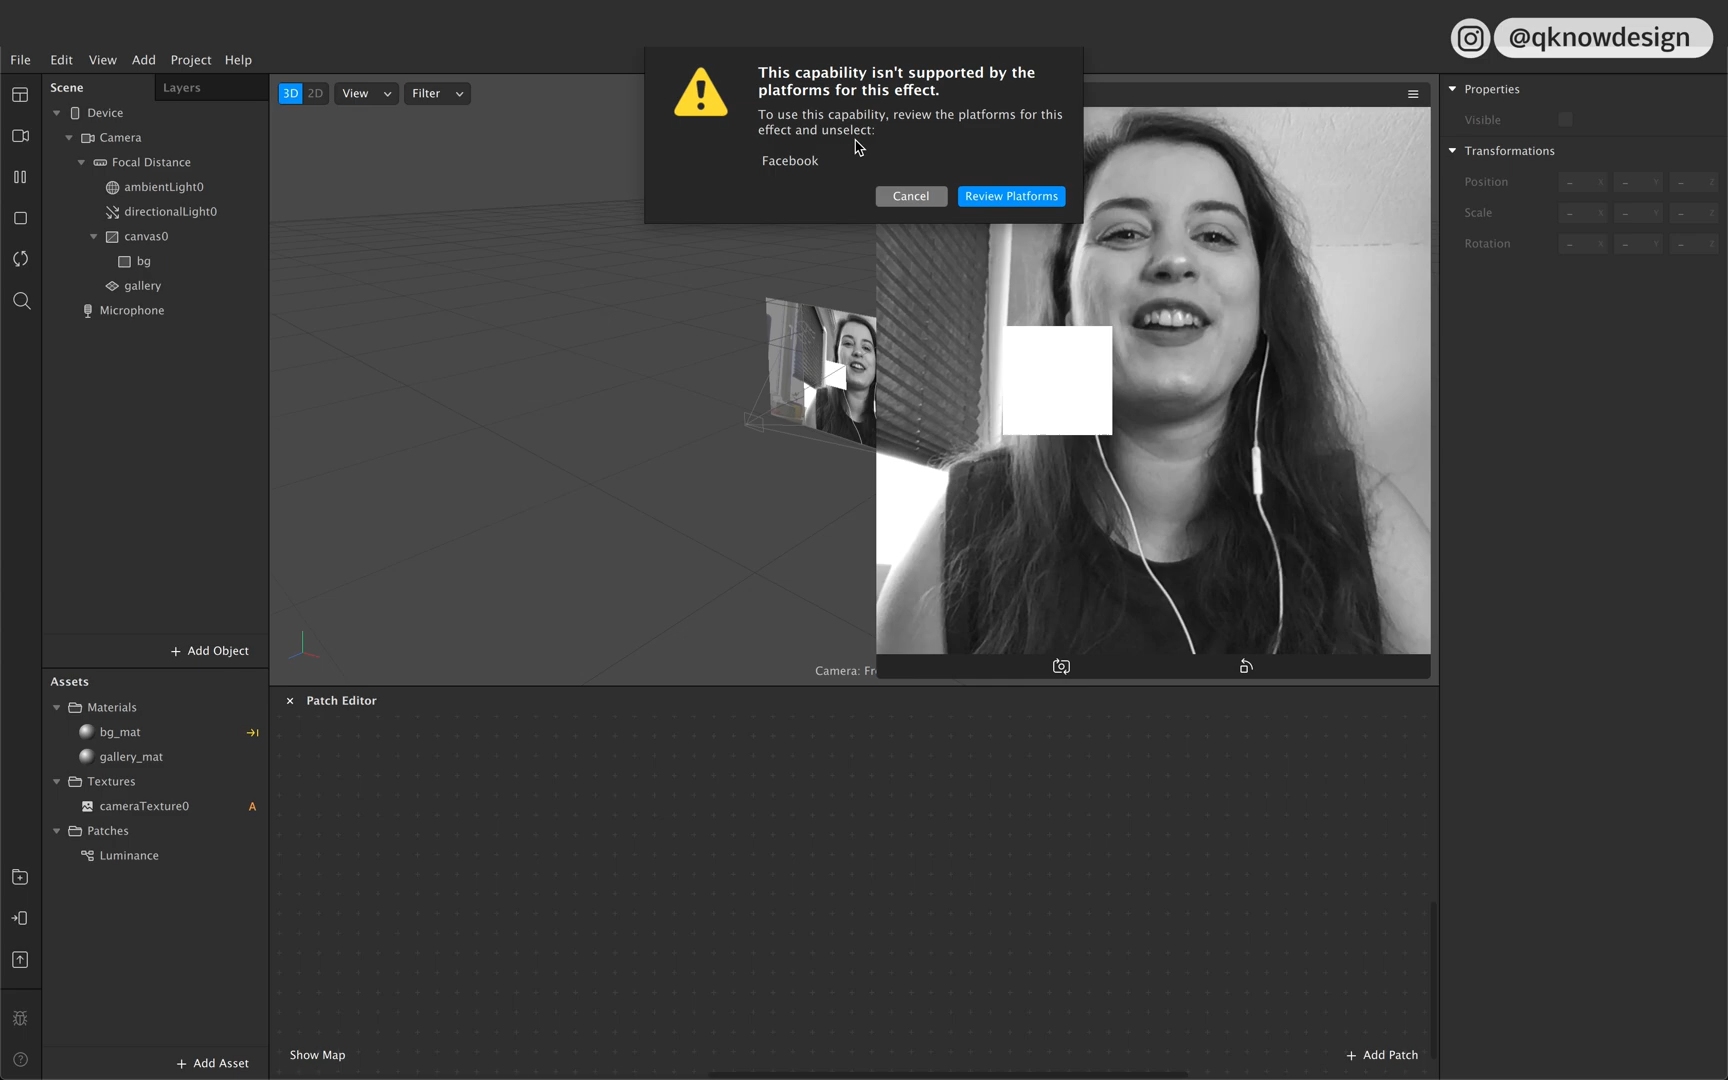 @qknowdesign
File Edit View Add Project Help
Scene
Layers
Device
Camera
Focal Distance
ambientLight0
directionalLight0
canvas0
bg
gallery
Microphone
+ Add Object
Assets
Materials
bg_mat
gallery_mat
Textures
cameraTexture0 A
Patches
Luminance
+ Add Asset
3D 2D View Filter
This capability isn't supported by the
platforms for this effect.
To use this capability, review the platforms for this
effect and unselect:
Facebook
Cancel Review Platforms
Camera: Fr
× Patch Editor
Show Map
+ Add Patch
Properties
Visible
Transformations
Position – X – Y – Z
Scale – X – Y – Z
Rotation – X – Y – Z